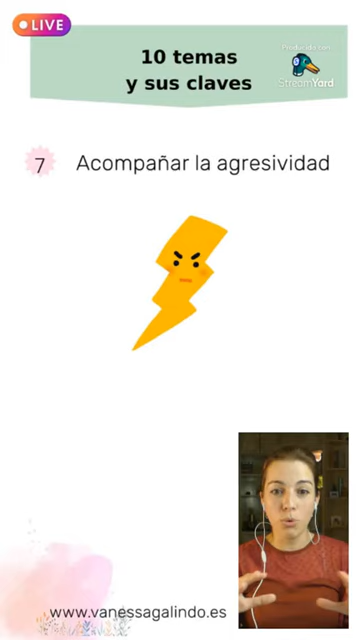 LIVE
10 temas
y sus claves
Producido con
StreamYard
7
Acompañar la agresividad
www.vanessagalindo.es